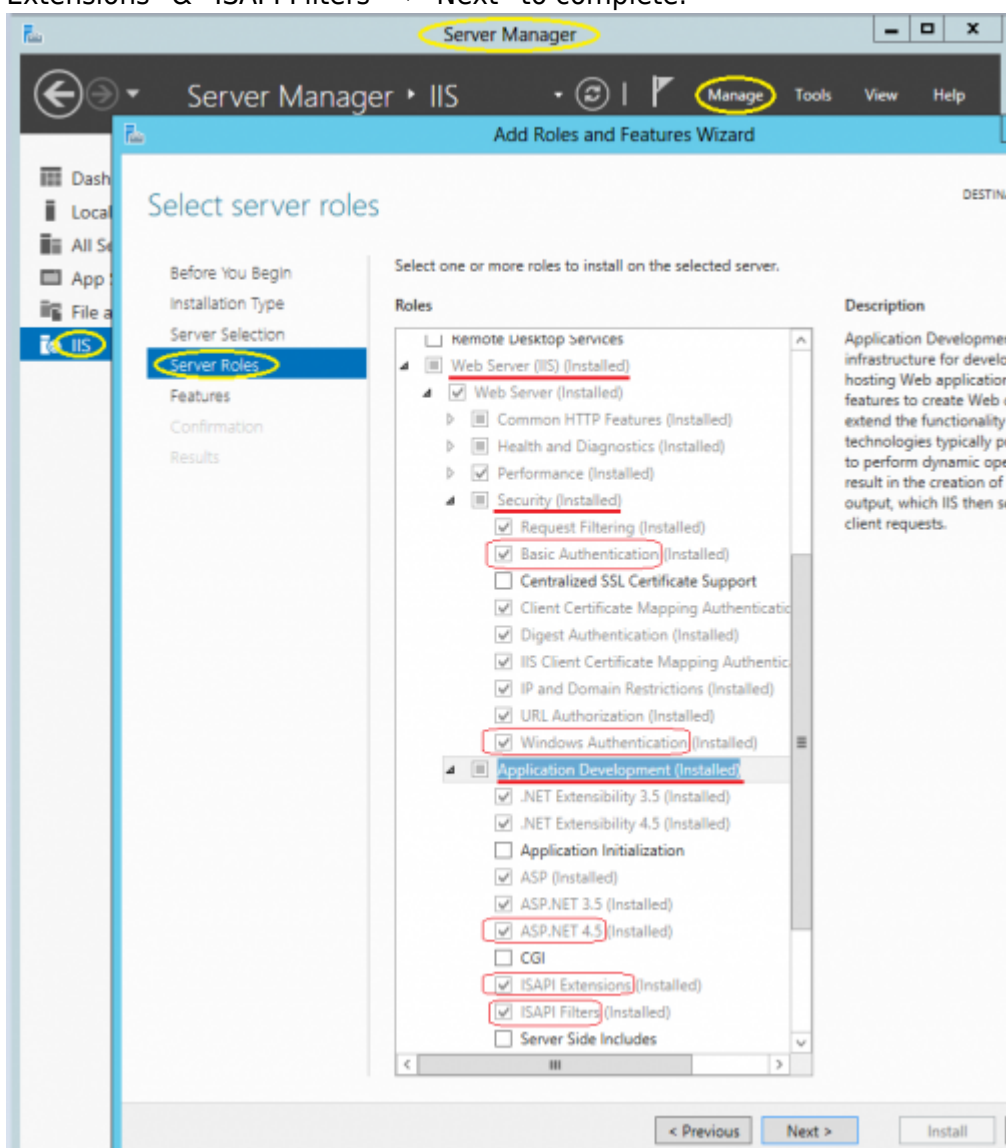 Extensions" & "ISAPI Filters" → "Next" to complete.
Server Manager
Server Manager ‣ IIS
Manage Tools View Help
Add Roles and Features Wizard
Dash
Local
All Se
App
File a
IIS
Select server roles
DESTINA
Before You Begin
Installation Type
Server Selection
Server Roles
Features
Confirmation
Results
Select one or more roles to install on the selected server.
Roles
Remote Desktop Services
Web Server (IIS) (Installed)
Web Server (Installed)
Common HTTP Features (Installed)
Health and Diagnostics (Installed)
Performance (Installed)
Security (Installed)
Request Filtering (Installed)
Basic Authentication (Installed)
Centralized SSL Certificate Support
Client Certificate Mapping Authenticatic
Digest Authentication (Installed)
IIS Client Certificate Mapping Authentic
IP and Domain Restrictions (Installed)
URL Authorization (Installed)
Windows Authentication (Installed)
Application Development (Installed)
.NET Extensibility 3.5 (Installed)
.NET Extensibility 4.5 (Installed)
Application Initialization
ASP (Installed)
ASP.NET 3.5 (Installed)
ASP.NET 4.5 (Installed)
CGI
ISAPI Extensions (Installed)
ISAPI Filters (Installed)
Server Side Includes
Description
Application Developmen
infrastructure for develo
hosting Web application
features to create Web
extend the functionality
technologies typically p
to perform dynamic ope
result in the creation of
output, which IIS then se
client requests.
< Previous Next > Install